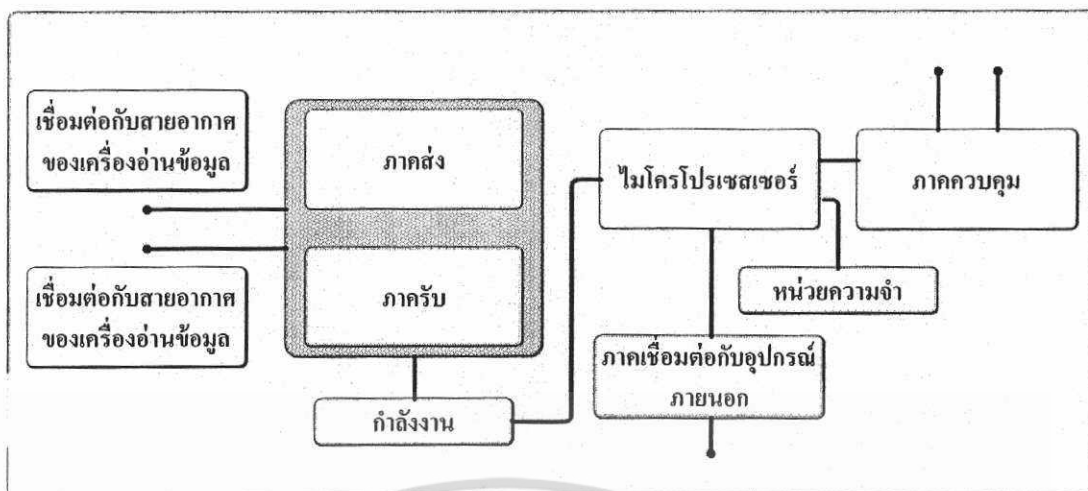 เชื่อมต่อกับสายอากาศ
ของเครื่องอ่านข้อมูล
ภาคส่ง
ไมโครโปรเซสเซอร์
ภาคควบคุม
เชื่อมต่อกับสายอากาศ
ของเครื่องอ่านข้อมูล
ภาครับ
หน่วยความจำ
ภาคเชื่อมต่อกับอุปกรณ์
ภายนอก
กำลังงาน